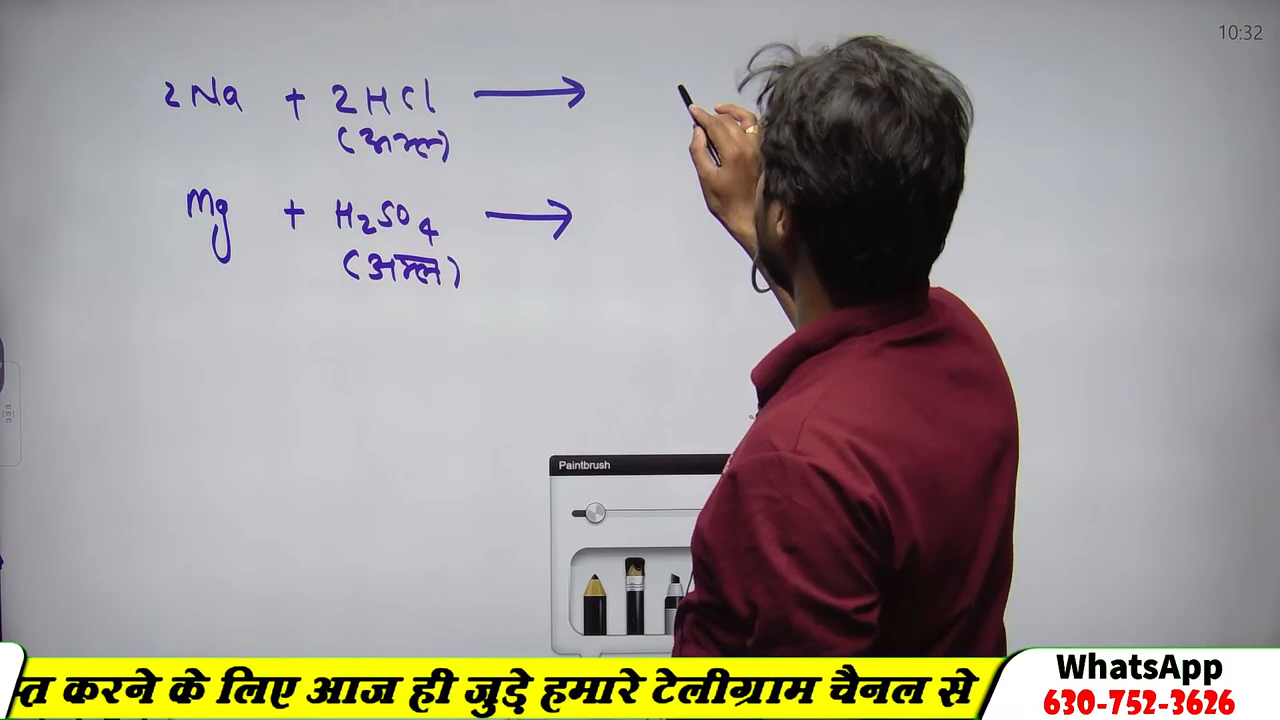 10:32
2Na + 2HCl →
(अम्ल)
Mg + H₂SO₄ →
(अम्ल)
Paintbrush
त करने के लिए आज ही जुड़े हमारे टेलीग्राम चैनल से
WhatsApp
630-752-3626